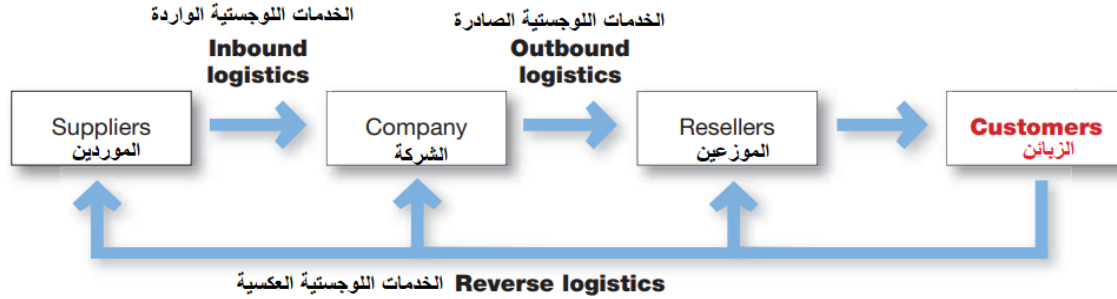 الخدمات اللوجستية الواردة
Inbound
logistics
الخدمات اللوجستية الصادرة
Outbound
logistics
Suppliers
الموردين
Company
الشركة
Resellers
الموزعين
Customers
الزبائن
الخدمات اللوجستية العكسية Reverse logistics